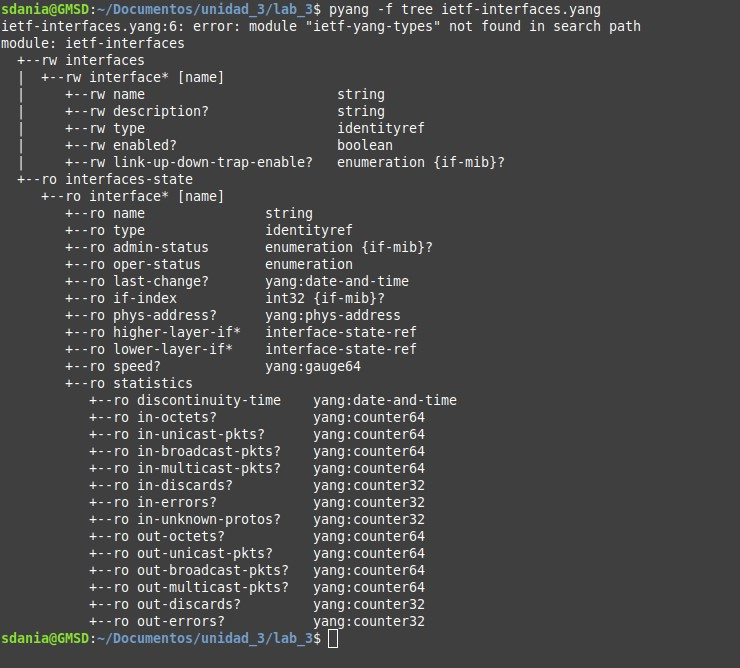 sdania@GMSD:~/Documentos/unidad_3/lab_3$ pyang -f tree ietf-interfaces.yang
ietf-interfaces.yang:6: error: module "ietf-yang-types" not found in search path
module: ietf-interfaces
  +--rw interfaces
  |  +--rw interface* [name]
  |     +--rw name                        string
  |     +--rw description?                string
  |     +--rw type                        identityref
  |     +--rw enabled?                    boolean
  |     +--rw link-up-down-trap-enable?   enumeration {if-mib}?
  +--ro interfaces-state
     +--ro interface* [name]
        +--ro name               string
        +--ro type               identityref
        +--ro admin-status       enumeration {if-mib}?
        +--ro oper-status        enumeration
        +--ro last-change?       yang:date-and-time
        +--ro if-index           int32 {if-mib}?
        +--ro phys-address?      yang:phys-address
        +--ro higher-layer-if*   interface-state-ref
        +--ro lower-layer-if*    interface-state-ref
        +--ro speed?             yang:gauge64
        +--ro statistics
           +--ro discontinuity-time    yang:date-and-time
           +--ro in-octets?            yang:counter64
           +--ro in-unicast-pkts?      yang:counter64
           +--ro in-broadcast-pkts?    yang:counter64
           +--ro in-multicast-pkts?    yang:counter64
           +--ro in-discards?          yang:counter32
           +--ro in-errors?            yang:counter32
           +--ro in-unknown-protos?    yang:counter32
           +--ro out-octets?           yang:counter64
           +--ro out-unicast-pkts?     yang:counter64
           +--ro out-broadcast-pkts?   yang:counter64
           +--ro out-multicast-pkts?   yang:counter64
           +--ro out-discards?         yang:counter32
           +--ro out-errors?           yang:counter32
sdania@GMSD:~/Documentos/unidad_3/lab_3$